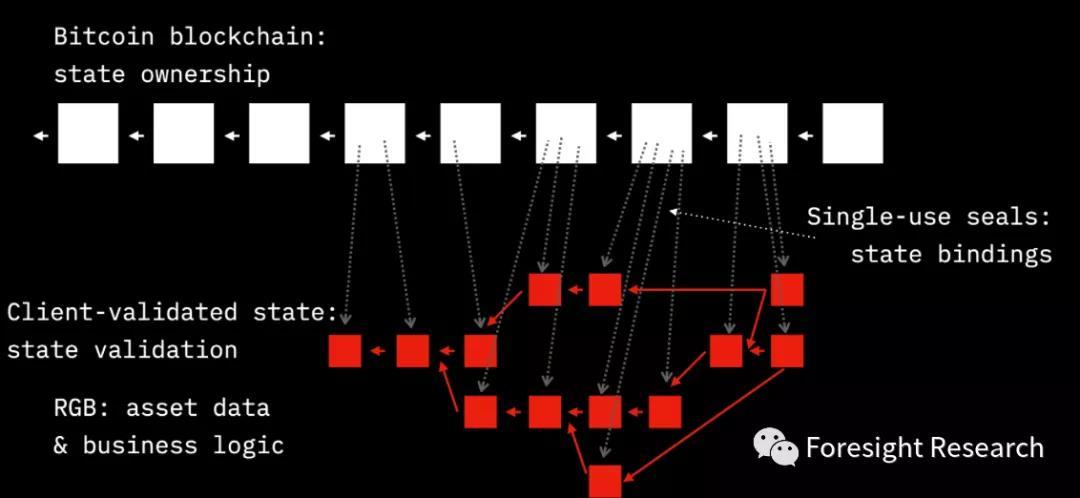 Bitcoin blockchain:
state ownership
Single-use seals:
state bindings
Client-validated state:
state validation
RGB: asset data
& business logic
Foresight Research